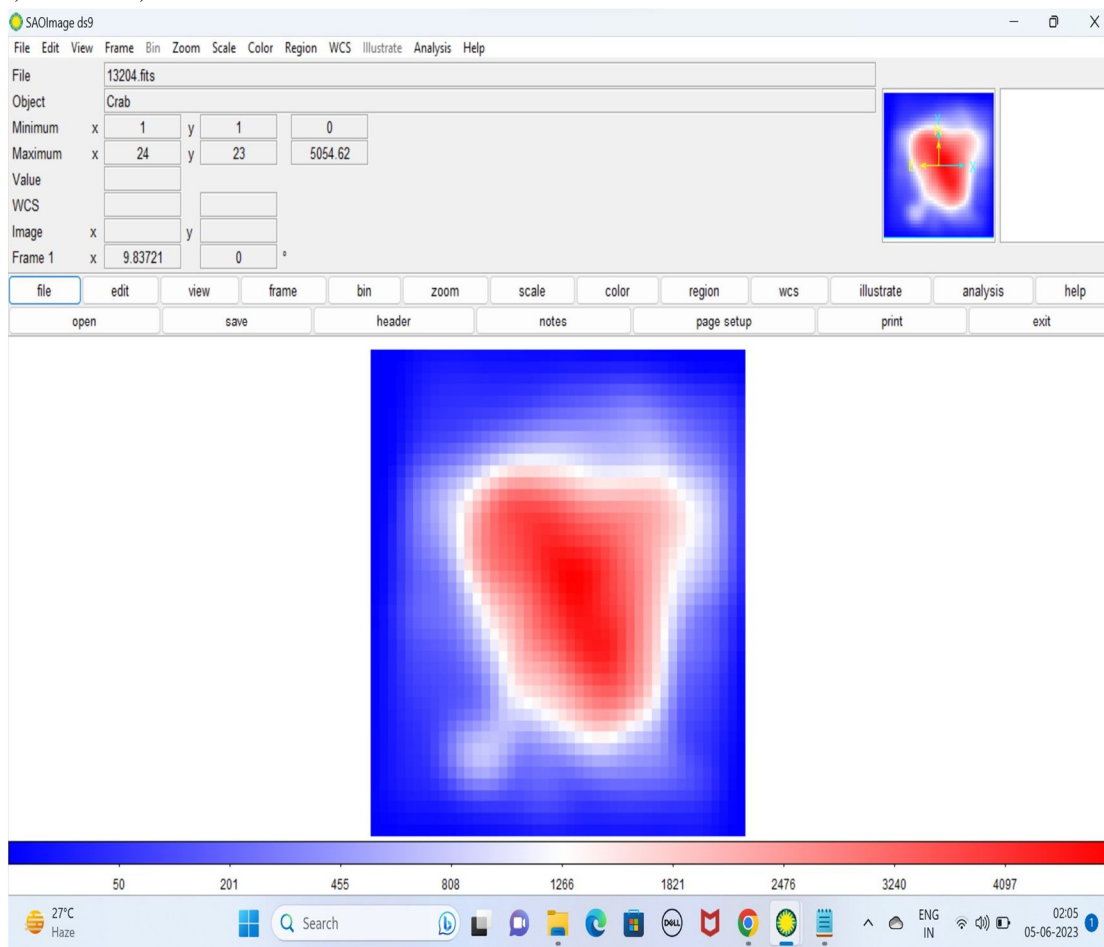 SAOImage ds9
File Edit View Frame Bin Zoom Scale Color Region WCS Illustrate Analysis Help
File 13204.fits
Object Crab
Minimum x 1 y 1 0
Maximum x 24 y 23 5054.62
Value
WCS
Image x y
Frame 1 x 9.83721 0 °
file edit view frame bin zoom scale color region wcs illustrate analysis help
open save header notes page setup print exit
50 201 455 808 1266 1821 2476 3240 4097
27°C
Haze
Search
DELL
ENG
IN
02:05
05-06-2023
1